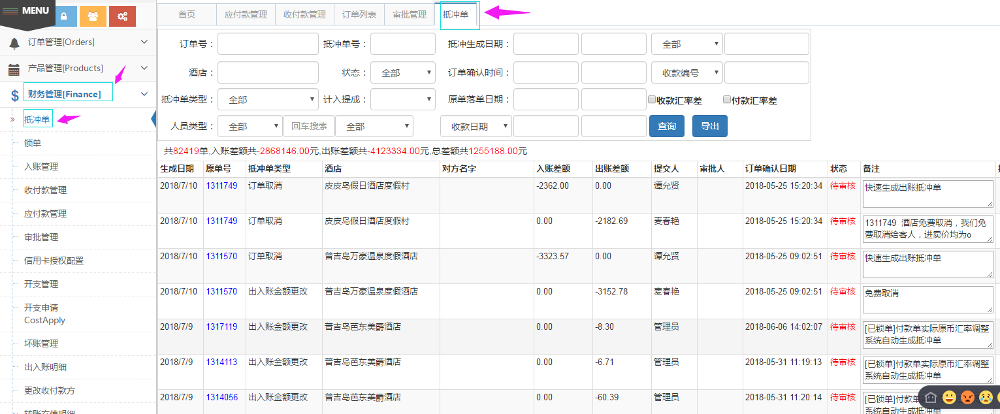 MENU
首页 应付款管理 收付款管理 订单列表 审批管理 抵冲单
订单管理[Orders]
产品管理[Products]
财务管理[Finance]
» 抵冲单
锁单
入账管理
收付款管理
应付款管理
审批管理
信用卡授权配置
开支管理
开支申请
CostApply
坏账管理
出入账明细
更改收付款方
转账充值明细
订单号： 抵冲单号： 抵冲生成日期： 全部
酒店： 状态： 全部 订单确认时间： 收款编号
抵冲单类型： 全部 计入提成： 原单落单日期： 收款汇率差 付款汇率差
人员类型： 全部 回车搜索 全部 收款日期 查询 导出
共82419单,入账差额共-2868146.00元,出账差额共-4123334.00元,总差额共1255188.00元
生成日期 原单号 抵冲单类型 酒店 对方名字 入账差额 出账差额 提交人 审批人 订单确认日期 状态 备注
2018/7/10 1311749 订单取消 皮皮岛假日酒店度假村 -2362.00 0.00 谭允贤 2018-05-25 15:20:34 待审核 快速生成出账抵冲单
2018/7/10 1311749 订单取消 皮皮岛假日酒店度假村 0.00 -2182.69 麦春艳 2018-05-25 15:20:34 待审核 1311749 酒店免费取消，我们免
费取消给客人，进卖价均为o
2018/7/10 1311570 订单取消 普吉岛万豪温泉度假酒店 -3323.57 0.00 谭允贤 2018-05-25 09:02:51 待审核 快速生成出账抵冲单
2018/7/10 1311570 出入账金额更改 普吉岛万豪温泉度假酒店 0.00 -3152.78 麦春艳 2018-05-25 09:02:51 待审核 免费取消
2018/7/9 1317119 出入账金额更改 普吉岛芭东美爵酒店 0.00 -8.30 管理员 2018-06-06 14:02:07 待审核 [已锁单]付款单实际原币汇率调整
系统自动生成抵冲单
2018/7/9 1314113 出入账金额更改 普吉岛芭东美爵酒店 0.00 -6.71 管理员 2018-05-31 11:19:13 待审核 [已锁单]付款单实际原币汇率调整
系统自动生成抵冲单
2018/7/9 1314056 出入账金额更改 普吉岛芭东美爵酒店 0.00 -60.39 管理员 2018-05-31 11:20:14 待审核 [已锁单]付款单
系统自动生成抵冲单